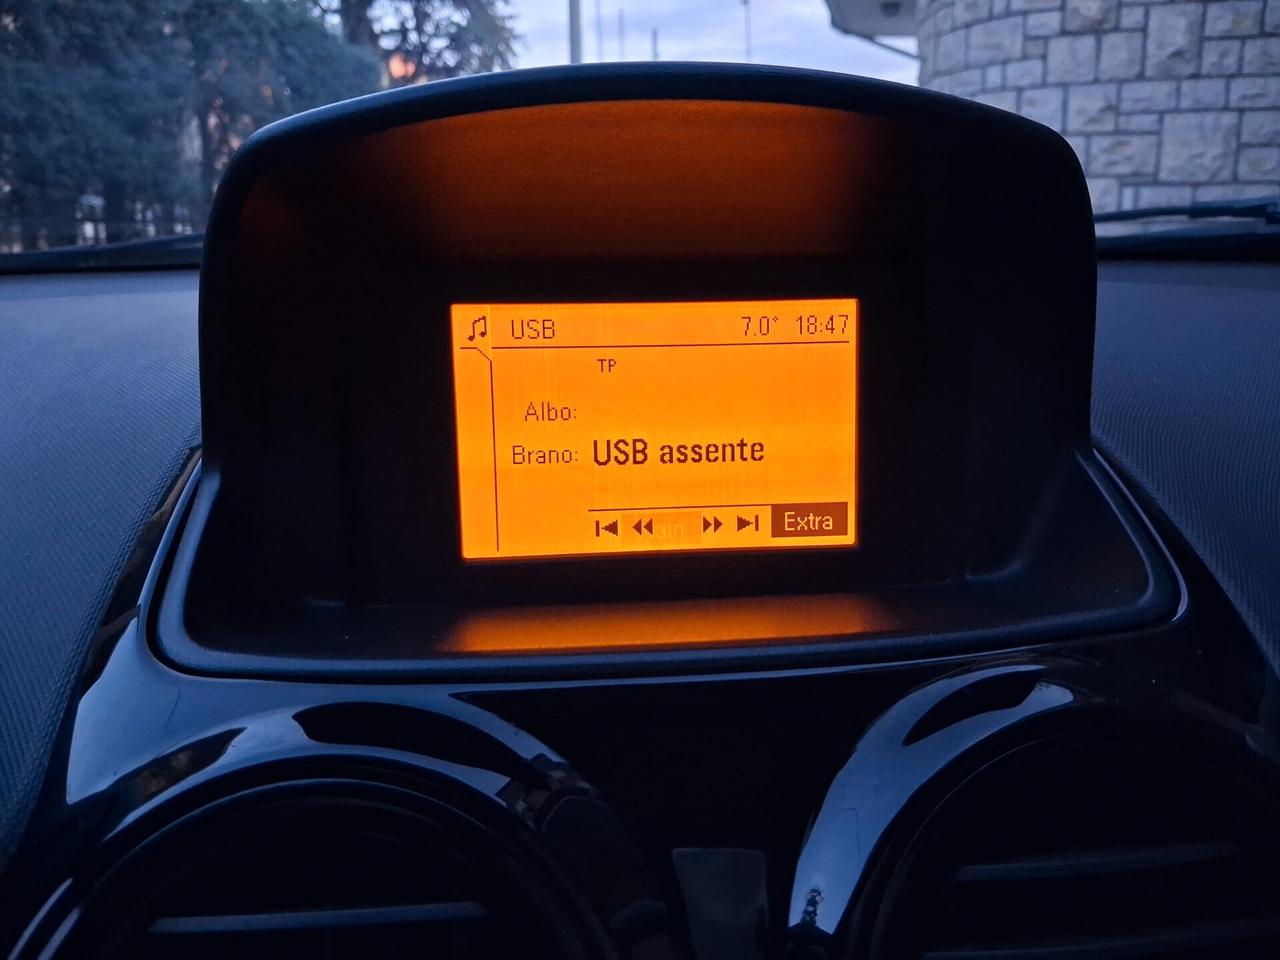 USB 7.0° 18:47
TP
Albo:
Brano: USB assente
Extra